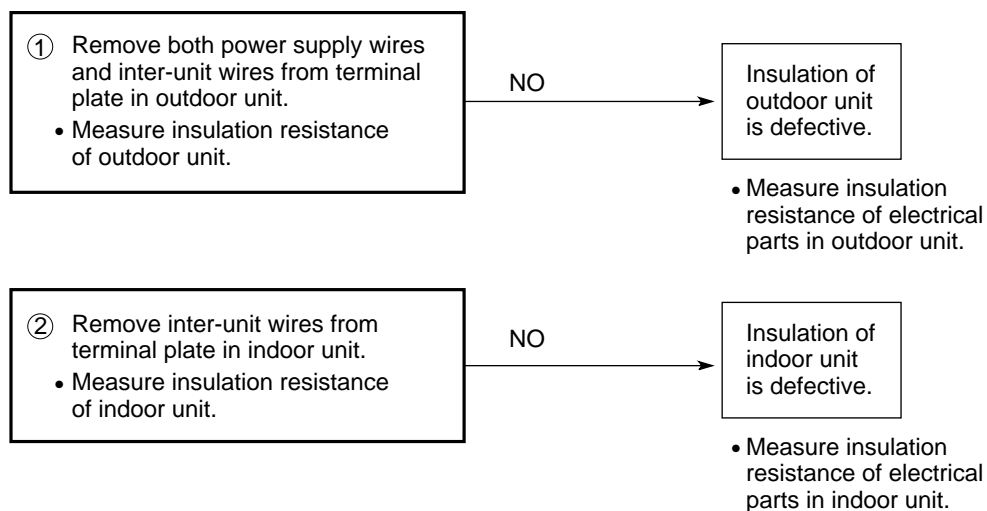 ① Remove both power supply wires
and inter-unit wires from terminal
plate in outdoor unit.
• Measure insulation resistance
of outdoor unit.
NO
Insulation of
outdoor unit
is defective.
• Measure insulation
resistance of electrical
parts in outdoor unit.
② Remove inter-unit wires from
terminal plate in indoor unit.
• Measure insulation resistance
of indoor unit.
NO
Insulation of
indoor unit
is defective.
• Measure insulation
resistance of electrical
parts in indoor unit.